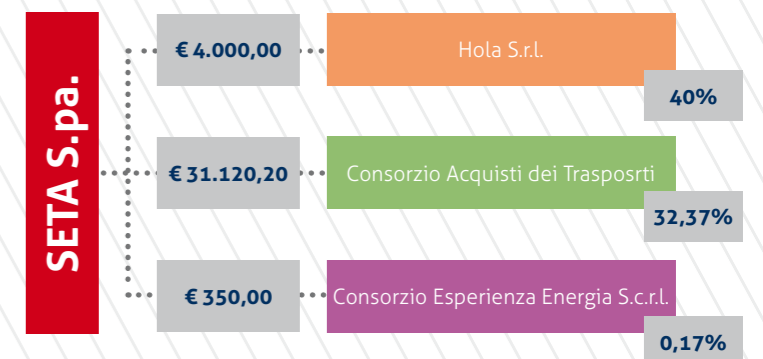 SETA S.pa.
€ 4.000,00
Hola S.r.l.
40%
€ 31.120,20
Consorzio Acquisti dei Trasposrti
32,37%
€ 350,00
Consorzio Esperienza Energia S.c.r.l.
0,17%